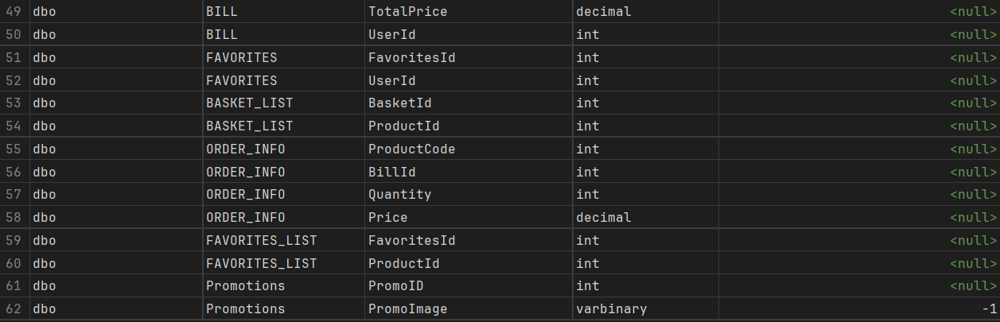 49 dbo BILL TotalPrice decimal <null>
50 dbo BILL UserId int <null>
51 dbo FAVORITES FavoritesId int <null>
52 dbo FAVORITES UserId int <null>
53 dbo BASKET_LIST BasketId int <null>
54 dbo BASKET_LIST ProductId int <null>
55 dbo ORDER_INFO ProductCode int <null>
56 dbo ORDER_INFO BillId int <null>
57 dbo ORDER_INFO Quantity int <null>
58 dbo ORDER_INFO Price decimal <null>
59 dbo FAVORITES_LIST FavoritesId int <null>
60 dbo FAVORITES_LIST ProductId int <null>
61 dbo Promotions PromoID int <null>
62 dbo Promotions PromoImage varbinary -1